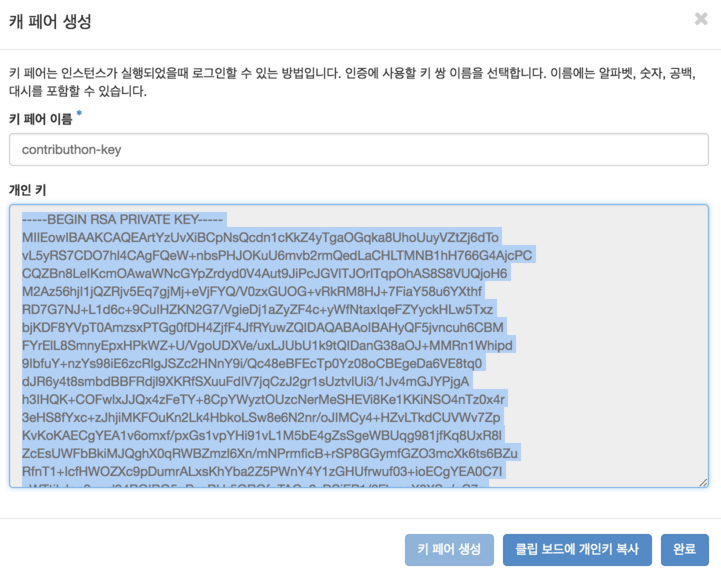 캐 페어 생성
키 페어는 인스턴스가 실행되었을때 로그인할 수 있는 방법입니다. 인증에 사용할 키 쌍 이름을 선택합니다. 이름에는 알파벳, 숫자, 공백,
대시를 포함할 수 있습니다.
키 페어 이름 *
contributhon-key
개인 키
-----BEGIN RSA PRIVATE KEY-----
MIIEowIBAAKCAQEArtYzUvXiBCpNsQcdn1cKkZ4yTgaOGqka8UhoUuyVZtZj6dTo
vL5yRS7CDO7hl4CAgFQeW+nbsPHJOKuU6mvb2rmQedLaCHLTMNB1hH766G4AjcPC
CQZBn8LelKcmOAwaWNcGYpZrdyd0V4Aut9JiPcJGVITJOrlTqpOhAS8S8VUQjoH6
M2Az56hjI1jQZRjv5Eq7gjMj+eVjFYQ/V0zxGUOG+vRkRM8HJ+7FiaY58u6YXthf
RD7G7NJ+L1d6c+9CuIHZKN2G7/VgieDj1aZyZF4c+yWfNtaxIqeFZYyckHLw5Txz
bjKDF8YVpT0AmzsxPTGg0fDH4ZjfF4JfRYuwZQIDAQABAoIBAHyQF5jvncuh6CBM
FYrElL8SmnyEpxHPkWZ+U/VgoUDXVe/uxLJUbU1k9tQIDanG38aOJ+MMRn1Whipd
9IbfuY+nzYs98iE6zcRIgJSZc2HNnY9i/Qc48eBFEcTp0Yz08oCBEgeDa6VE8tq0
dJR6y4t8smbdBBFRdjl9XKRfSXuuFdIV7jqCzJ2gr1sUztvlUi3/1Jv4mGJYPjgA
h3IHQK+COFwlxJJQx4zFeTY+8CpYWyztOUzcNerMeSHEVi8Ke1KKiNSO4nTz0x4r
3eHS8fYxc+zJhjiMKFOuKn2Lk4HbkoLSw8e6N2nr/oJIMCy4+HZvLTkdCUVWv7Zp
KvKoKAECgYEA1v6omxf/pxGs1vpYHi91vL1M5bE4gZsSgeWBUqg981jfKq8UxR8l
ZcEsUWFbBkiMJQghX0qRWBZmzl6Xn/mNPrmficB+rSP8GGymfGZO3mcXk6ts6BZu
RfnT1+IcfHWOZXc9pDumrALxsKhYba2Z5PWnY4Y1zGHUfrwuf03+ioECgYEA0C7I
키 페어 생성
클립 보드에 개인키 복사
완료